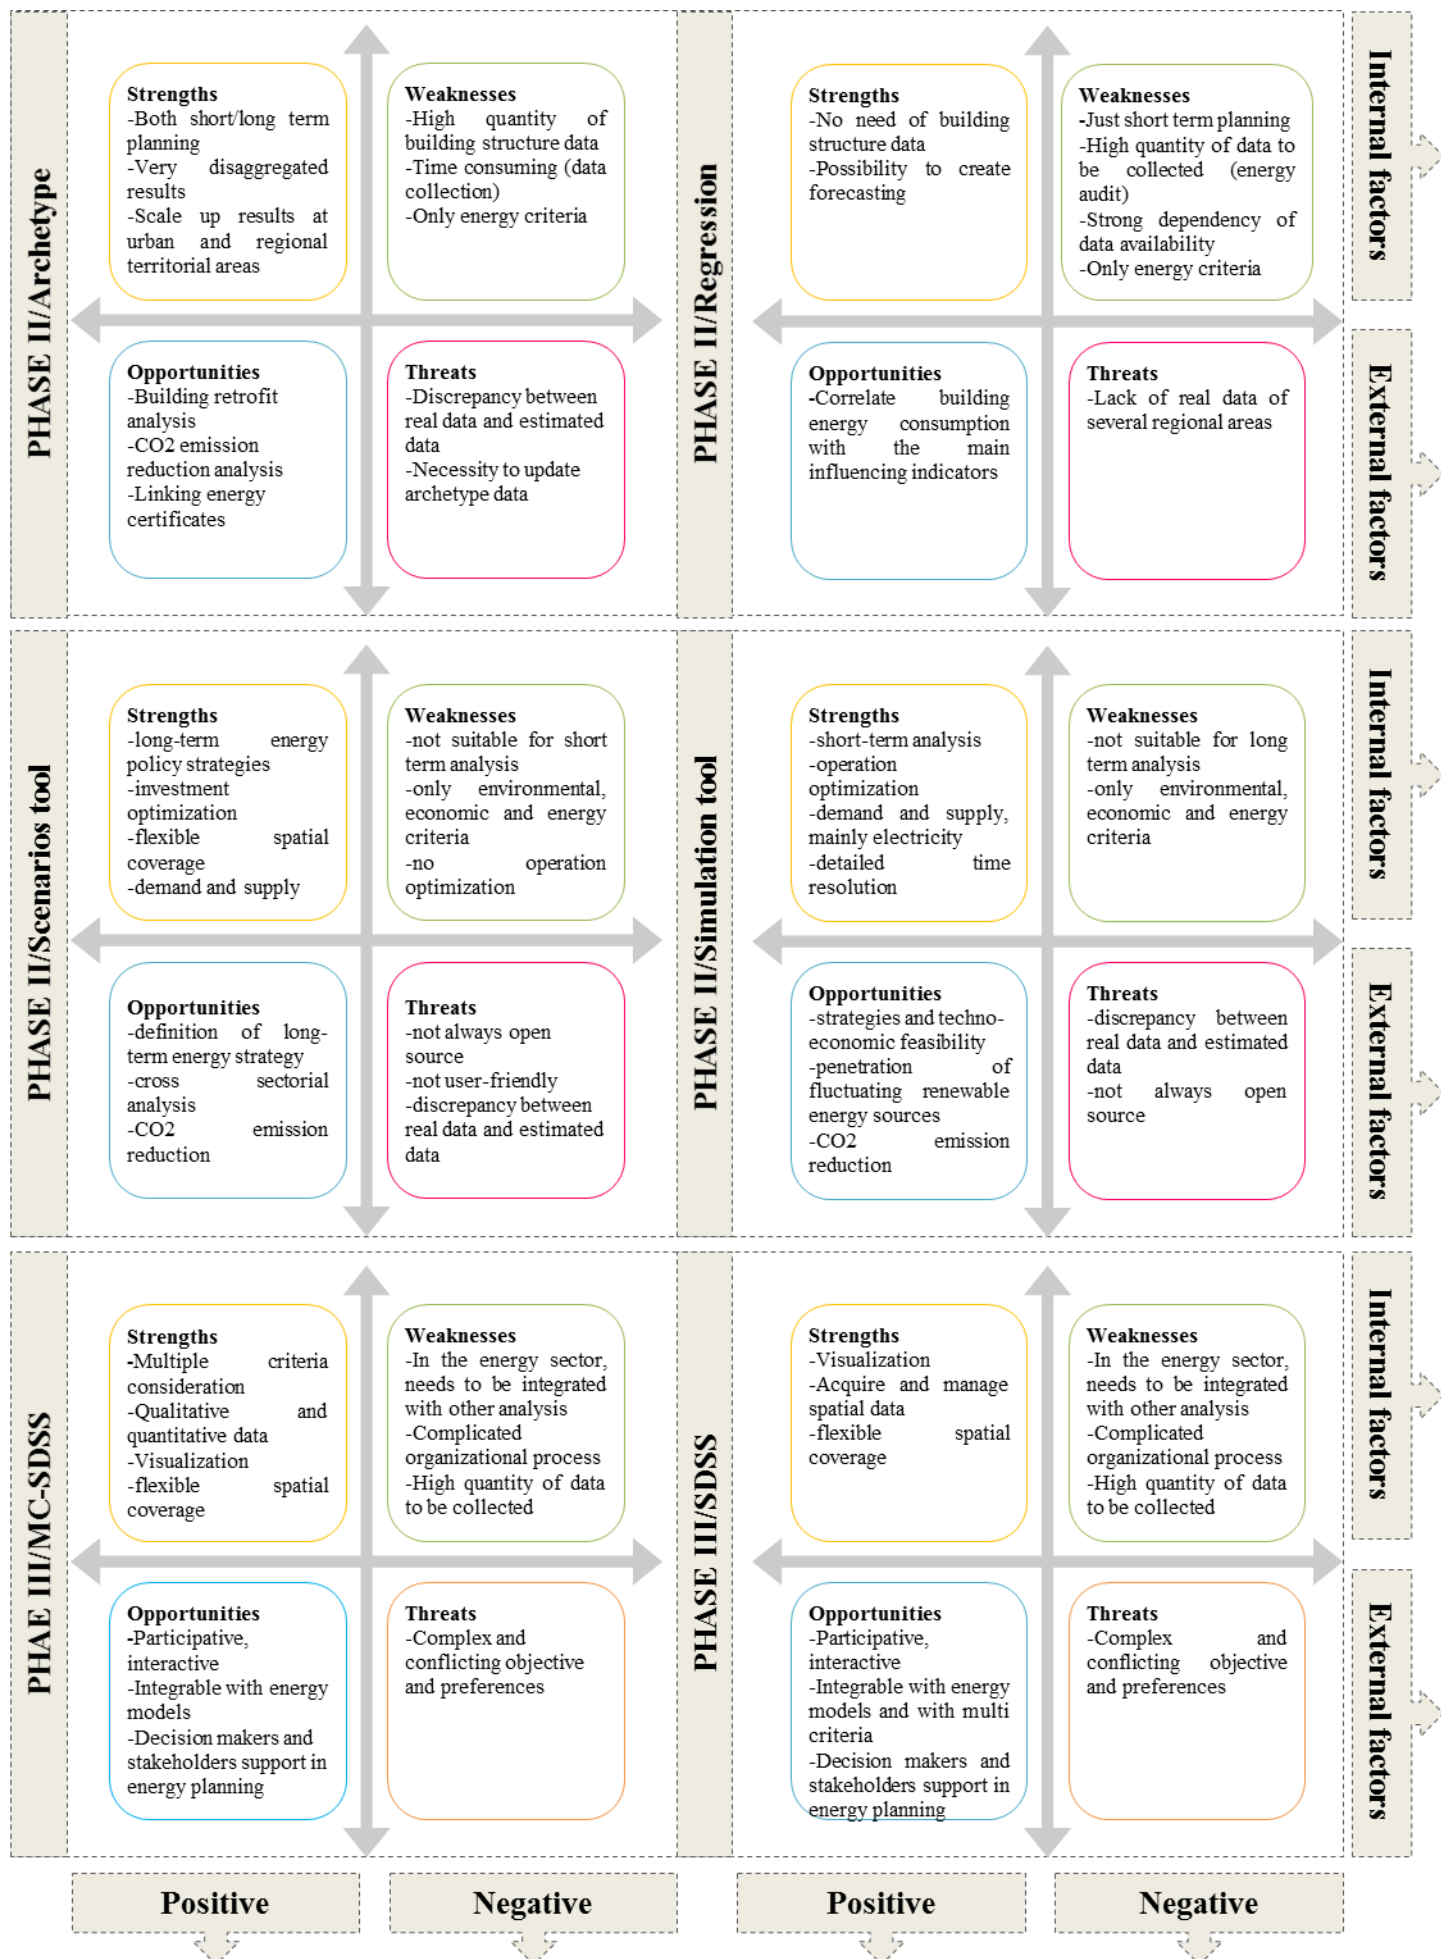 PHASE II/Archetype
Strengths
-Both short/long term
planning
-Very disaggregated
results
-Scale up results at
urban and regional
territorial areas
Weaknesses
-High quantity of
building structure data
-Time consuming (data
collection)
-Only energy criteria
Opportunities
-Building retrofit
analysis
-CO2 emission
reduction analysis
-Linking energy
certificates
Threats
-Discrepancy between
real data and estimated
data
-Necessity to update
archetype data
PHASE II/Regression
Strengths
-No need of building
structure data
-Possibility to create
forecasting
Weaknesses
-Just short term planning
-High quantity of data to
be collected (energy
audit)
-Strong dependency of
data availability
-Only energy criteria
Opportunities
-Correlate building
energy consumption
with the main
influencing indicators
Threats
-Lack of real data of
several regional areas
Internal factors
External factors
PHASE II/Scenarios tool
Strengths
-long-term energy
policy strategies
-investment
optimization
-flexible spatial
coverage
-demand and supply
Weaknesses
-not suitable for short
term analysis
-only environmental,
economic and energy
criteria
-no operation
optimization
Opportunities
-definition of long-
term energy strategy
-cross sectorial
analysis
-CO2 emission
reduction
Threats
-not always open
source
-not user-friendly
-discrepancy between
real data and estimated
data
PHASE II/Simulation tool
Strengths
-short-term analysis
-operation
optimization
-demand and supply,
mainly electricity
-detailed time
resolution
Weaknesses
-not suitable for long
term analysis
-only environmental,
economic and energy
criteria
Opportunities
-strategies and techno-
economic feasibility
-penetration of
fluctuating renewable
energy sources
-CO2 emission
reduction
Threats
-discrepancy between
real data and estimated
data
-not always open
source
Internal factors
External factors
PHAE III/MC-SDSS
Strengths
-Multiple criteria
consideration
-Qualitative and
quantitative data
-Visualization
-flexible spatial
coverage
Weaknesses
-In the energy sector,
needs to be integrated
with other analysis
-Complicated
organizational process
-High quantity of data
to be collected
Opportunities
-Participative,
interactive
-Integrable with energy
models
-Decision makers and
stakeholders support in
energy planning
Threats
-Complex and
conflicting objective
and preferences
PHASE III/SDSS
Strengths
-Visualization
-Acquire and manage
spatial data
-flexible spatial
coverage
Weaknesses
-In the energy sector,
needs to be integrated
with other analysis
-Complicated
organizational process
-High quantity of data
to be collected
Opportunities
-Participative,
interactive
-Integrable with energy
models and with multi
criteria
-Decision makers and
stakeholders support in
energy planning
Threats
-Complex and
conflicting objective
and preferences
Internal factors
External factors
Positive
Negative
Positive
Negative